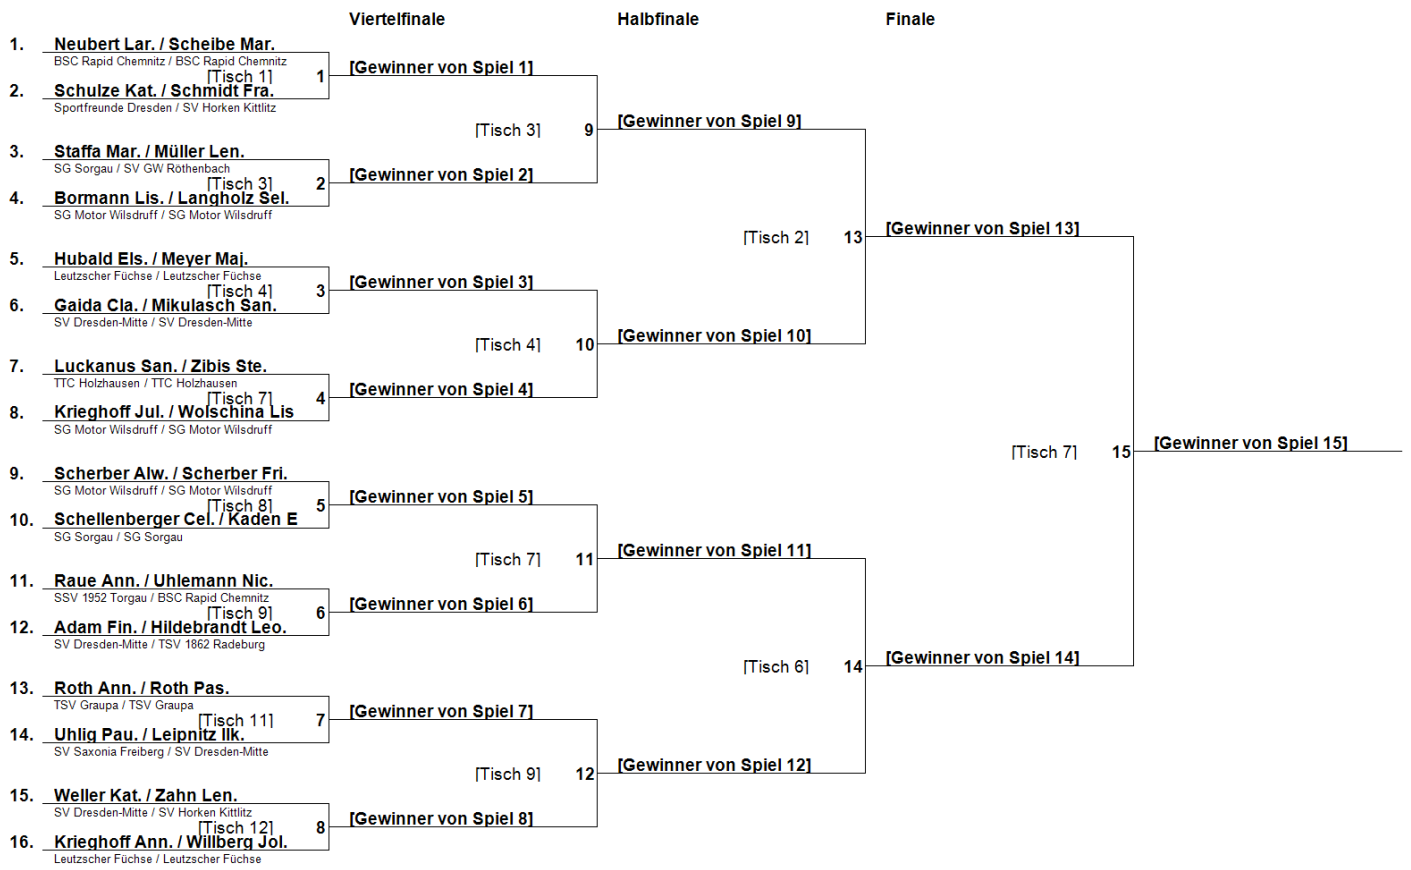 Viertelfinale Halbfinale Finale
1. Neubert Lar. / Scheibe Mar.
BSC Rapid Chemnitz / BSC Rapid Chemnitz
[Gewinner von Spiel 1]
[Tisch 1] 1
2. Schulze Kat. / Schmidt Fra.
Sportfreunde Dresden / SV Horken Kittlitz
[Gewinner von Spiel 9]
[Tisch 3] 9
3. Staffa Mar. / Müller Len.
SG Sorgau / SV GW Röthenbach
[Gewinner von Spiel 2]
[Tisch 3] 2
4. Bormann Lis. / Langholz Sel.
SG Motor Wilsdruff / SG Motor Wilsdruff
[Gewinner von Spiel 13]
[Tisch 2] 13
5. Hubald Els. / Meyer Maj.
Leutzscher Füchse / Leutzscher Füchse
[Gewinner von Spiel 3]
[Tisch 4] 3
6. Gaida Cla. / Mikulasch San.
SV Dresden-Mitte / SV Dresden-Mitte
[Gewinner von Spiel 10]
[Tisch 4] 10
7. Luckanus San. / Zibis Ste.
TTC Holzhausen / TTC Holzhausen
[Gewinner von Spiel 4]
[Tisch 7] 4
8. Krieghoff Jul. / Wolschina Lis
SG Motor Wilsdruff / SG Motor Wilsdruff
[Gewinner von Spiel 15]
[Tisch 7] 15
9. Scherber Alw. / Scherber Fri.
SG Motor Wilsdruff / SG Motor Wilsdruff
[Gewinner von Spiel 5]
[Tisch 8] 5
10. Schellenberger Cel. / Kaden E
SG Sorgau / SG Sorgau
[Gewinner von Spiel 11]
[Tisch 7] 11
11. Raue Ann. / Uhlemann Nic.
SSV 1952 Torgau / BSC Rapid Chemnitz
[Gewinner von Spiel 6]
[Tisch 9] 6
12. Adam Fin. / Hildebrandt Leo.
SV Dresden-Mitte / TSV 1862 Radeburg
[Gewinner von Spiel 14]
[Tisch 6] 14
13. Roth Ann. / Roth Pas.
TSV Graupa / TSV Graupa
[Gewinner von Spiel 7]
[Tisch 11] 7
14. Uhlig Pau. / Leipnitz Ilk.
SV Saxonia Freiberg / SV Dresden-Mitte
[Gewinner von Spiel 12]
[Tisch 9] 12
15. Weller Kat. / Zahn Len.
SV Dresden-Mitte / SV Horken Kittlitz
[Gewinner von Spiel 8]
[Tisch 12] 8
16. Krieghoff Ann. / Willberg Jol.
Leutzscher Füchse / Leutzscher Füchse